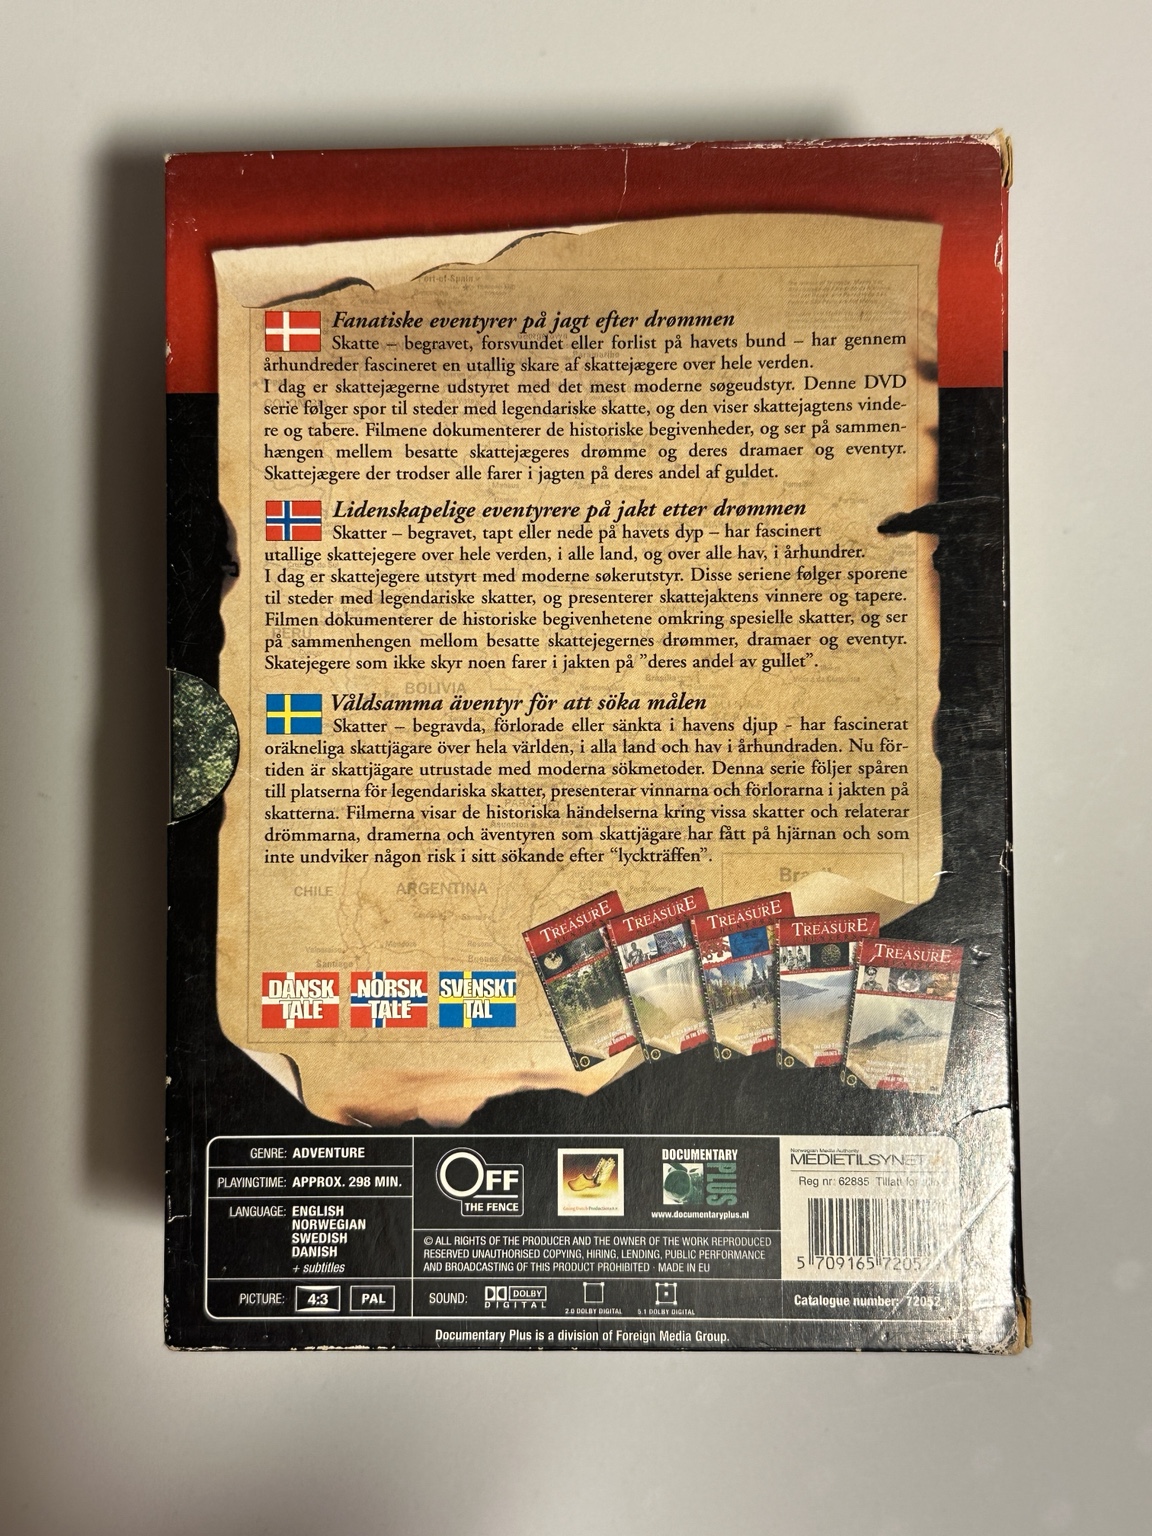 Port-of-Spain
Fanatiske eventyrer på jagt efter drømmen
Skatte – begravet, forsvundet eller forlist på havets bund – har gennem
århundreder fascineret en utallig skare af skattejægere over hele verden.
I dag er skattejægerne udstyret med det mest moderne søgeudstyr. Denne DVD
serie følger spor til steder med legendariske skatte, og den viser skattejagtens vinde-
re og tabere. Filmene dokumenterer de historiske begivenheder, og ser på sammen-
hængen mellem besatte skattejægeres drømme og deres dramaer og eventyr.
Skattejægere der trodser alle farer i jagten på deres andel af guldet.
Lidenskapelige eventyrere på jakt etter drømmen
Skatter – begravet, tapt eller nede på havets dyp – har fascinert
utallige skattejegere over hele verden, i alle land, og over alle hav, i århundrer.
I dag er skattejegere utstyrt med moderne søkerutstyr. Disse seriene følger sporene
til steder med legendariske skatter, og presenterer skattejaktens vinnere og tapere.
Filmen dokumenterer de historiske begivenhetene omkring spesielle skatter, og ser
på sammenhengen mellom besatte skattejegernes drømmer, dramaer og eventyr.
Skatejegere som ikke skyr noen farer i jakten på ”deres andel av gullet”.
BOLIVIA
Våldsamma äventyr för att söka målen
Skatter – begravda, förlorade eller sänkta i havens djup - har fascinerat
oräkneliga skattjägare över hela världen, i alla land och hav i århundraden. Nu för-
tiden är skattjägare utrustade med moderna sökmetoder. Denna serie följer spåren
till platserna för legendariska skatter, presenterar vinnarna och förlorarna i jakten på
skatterna. Filmerna visar de historiska händelserna kring vissa skatter och relaterar
drömmarna, dramerna och äventyren som skattjägare har fått på hjärnan och som
inte undviker någon risk i sitt sökande efter “lyckträffen”.
CHILE
ARGENTINA
Santiago
Buenos Aires
TREASURE
TREASURE
TREASURE
TREASURE
TREASURE
DANSK
TALE
NORSK
TALE
SVENSKT
TAL
GENRE: ADVENTURE
PLAYINGTIME: APPROX. 298 MIN.
LANGUAGE: ENGLISH
NORWEGIAN
SWEDISH
DANISH
+ subtitles
PICTURE: 4:3 PAL
OFF
THE FENCE
DOCUMENTARY
PLUS
www.documentaryplus.nl
© ALL RIGHTS OF THE PRODUCER AND THE OWNER OF THE WORK REPRODUCED
RESERVED UNAUTHORISED COPYING, HIRING, LENDING, PUBLIC PERFORMANCE
AND BROADCASTING OF THIS PRODUCT PROHIBITED · MADE IN EU
SOUND: DOLBY
DIGITAL
2.0 DOLBY DIGITAL
5.1 DOLBY DIGITAL
Norwegian Media Authority
MEDIETILSYNET
Reg nr: 62885 Tillatt for
5 709165 72052
Catalogue number: 72052
Documentary Plus is a division of Foreign Media Group.